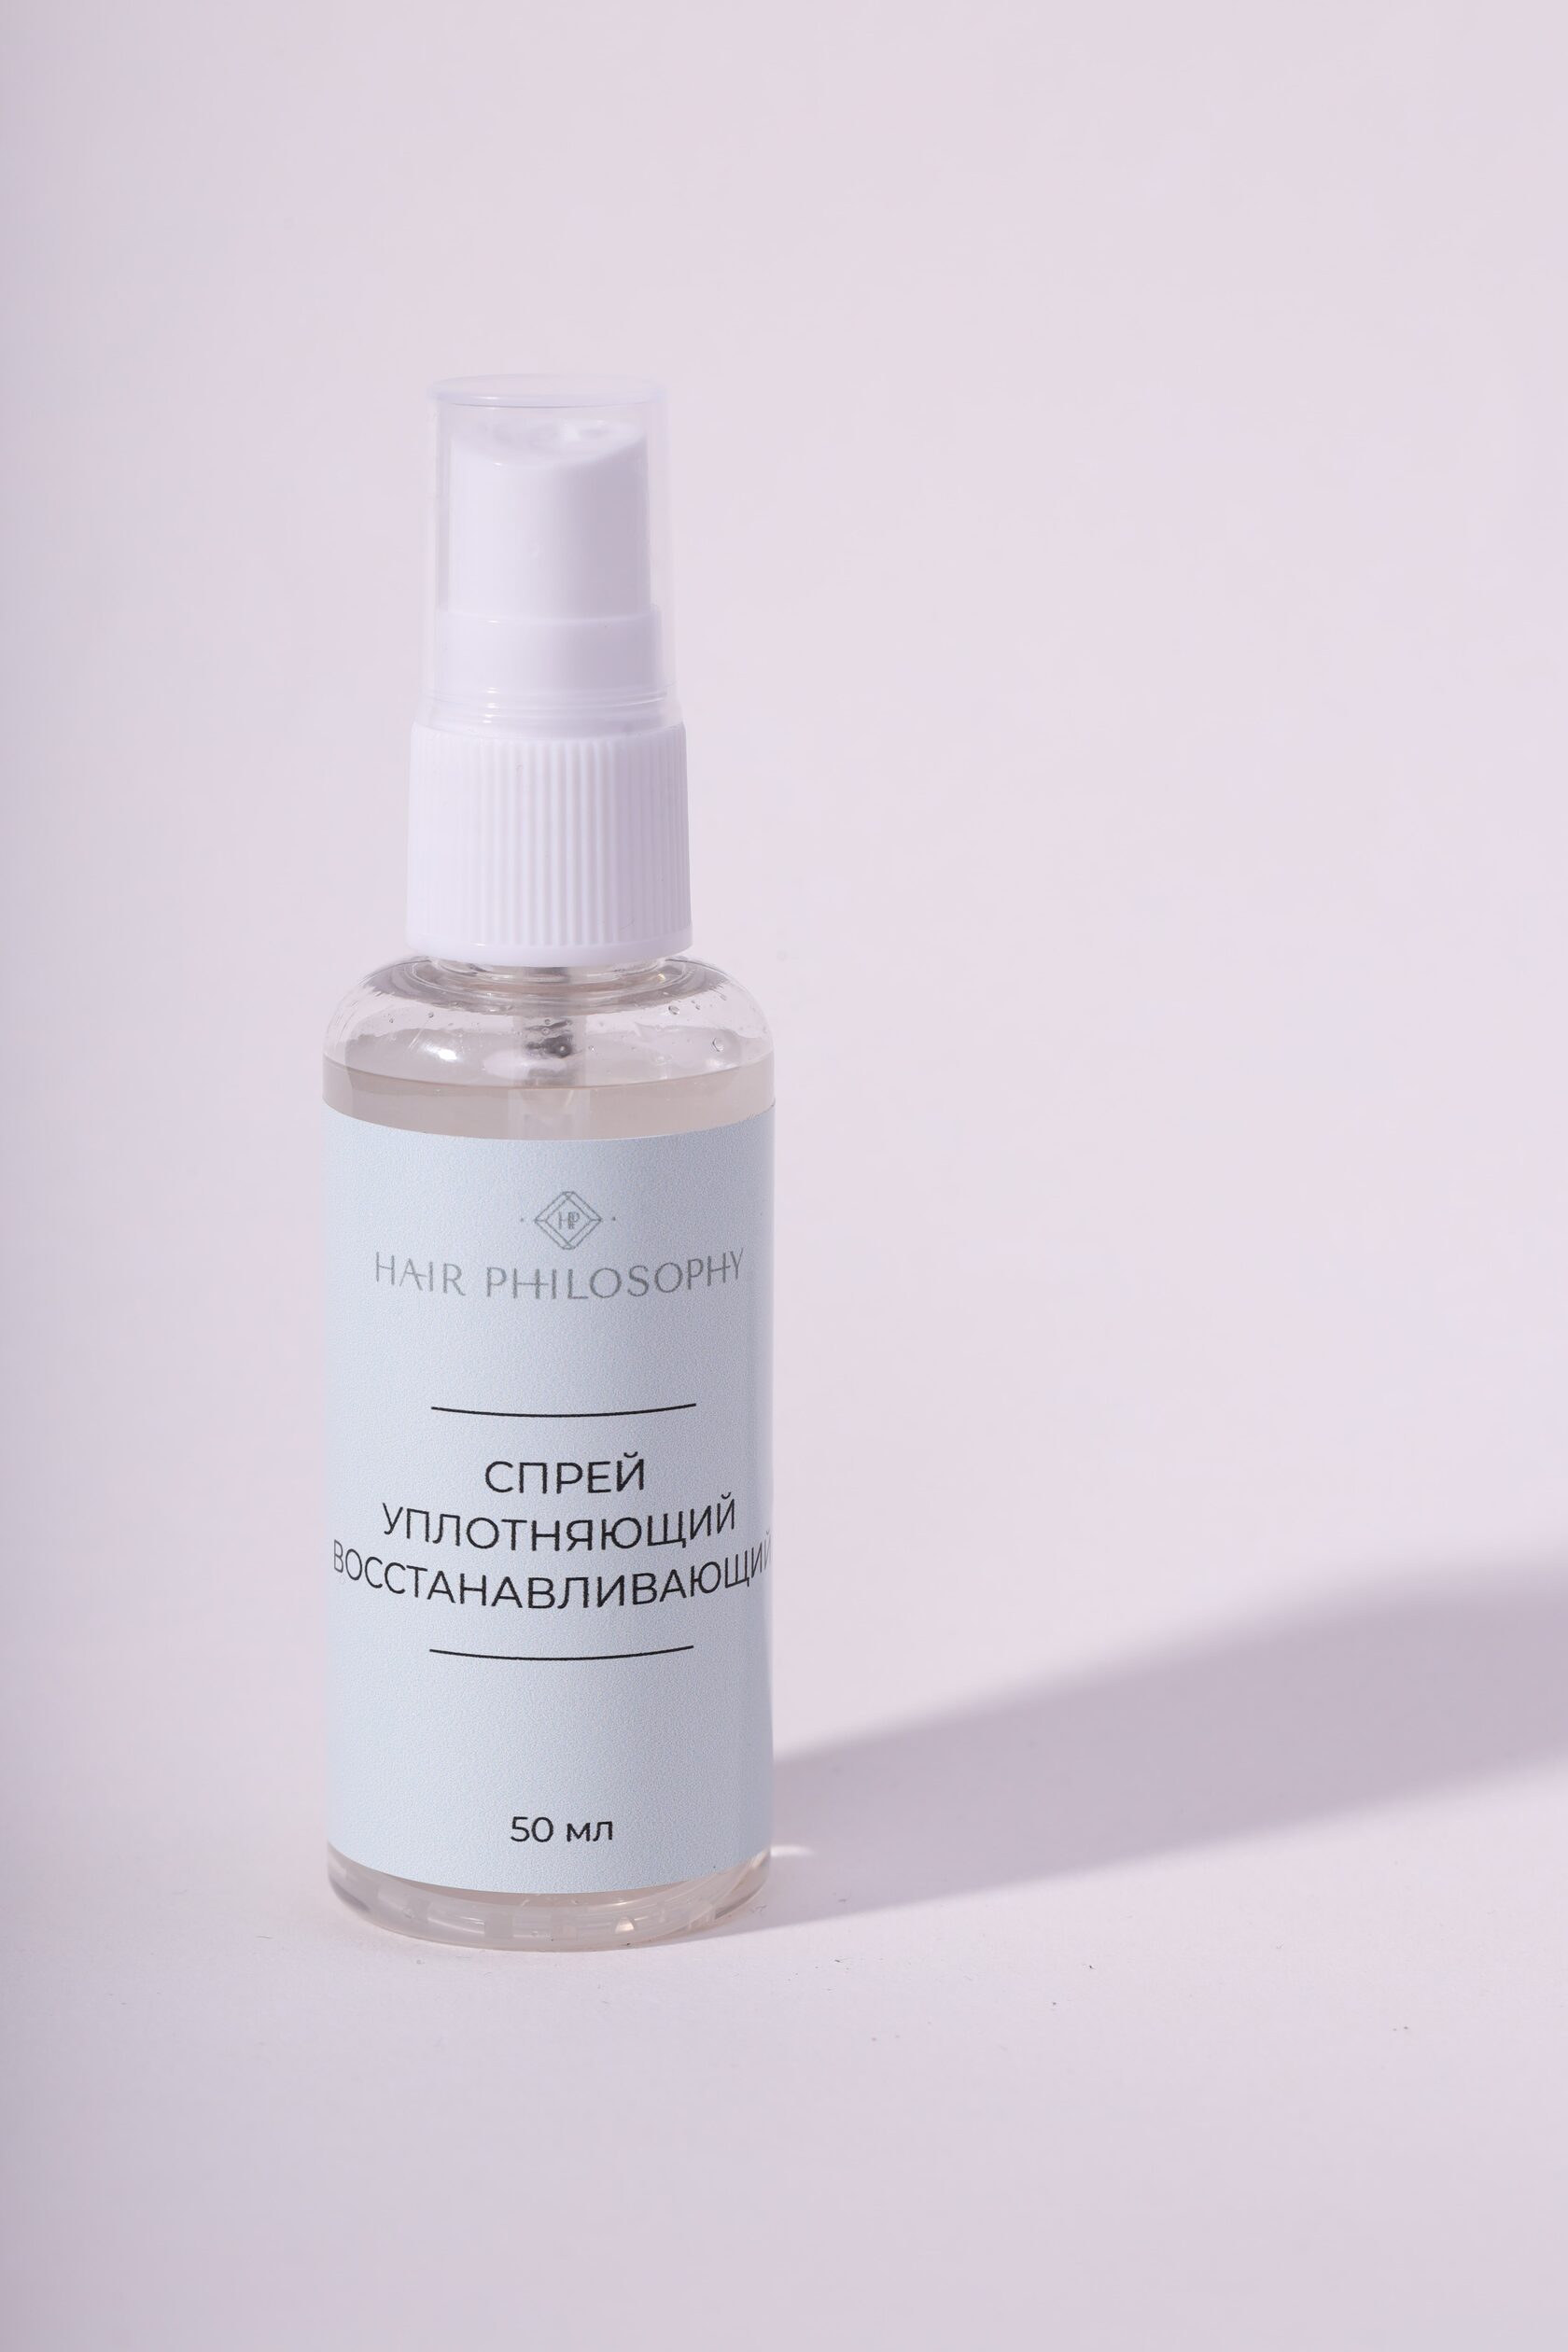 HP
HAIR PHILOSOPHY
СПРЕЙ
УПЛОТНЯЮЩИЙ
ВОССТАНАВЛИВАЮЩИЙ
50 мл